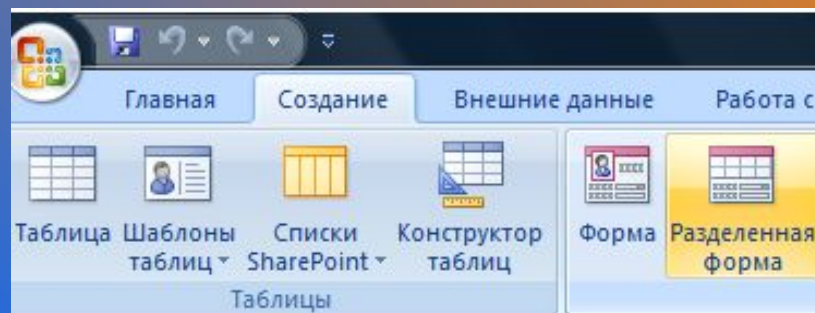 Главная Создание Внешние данные Работа с
Таблица Шаблоны Списки Конструктор Форма Разделенная
таблиц SharePoint таблиц форма
Таблицы